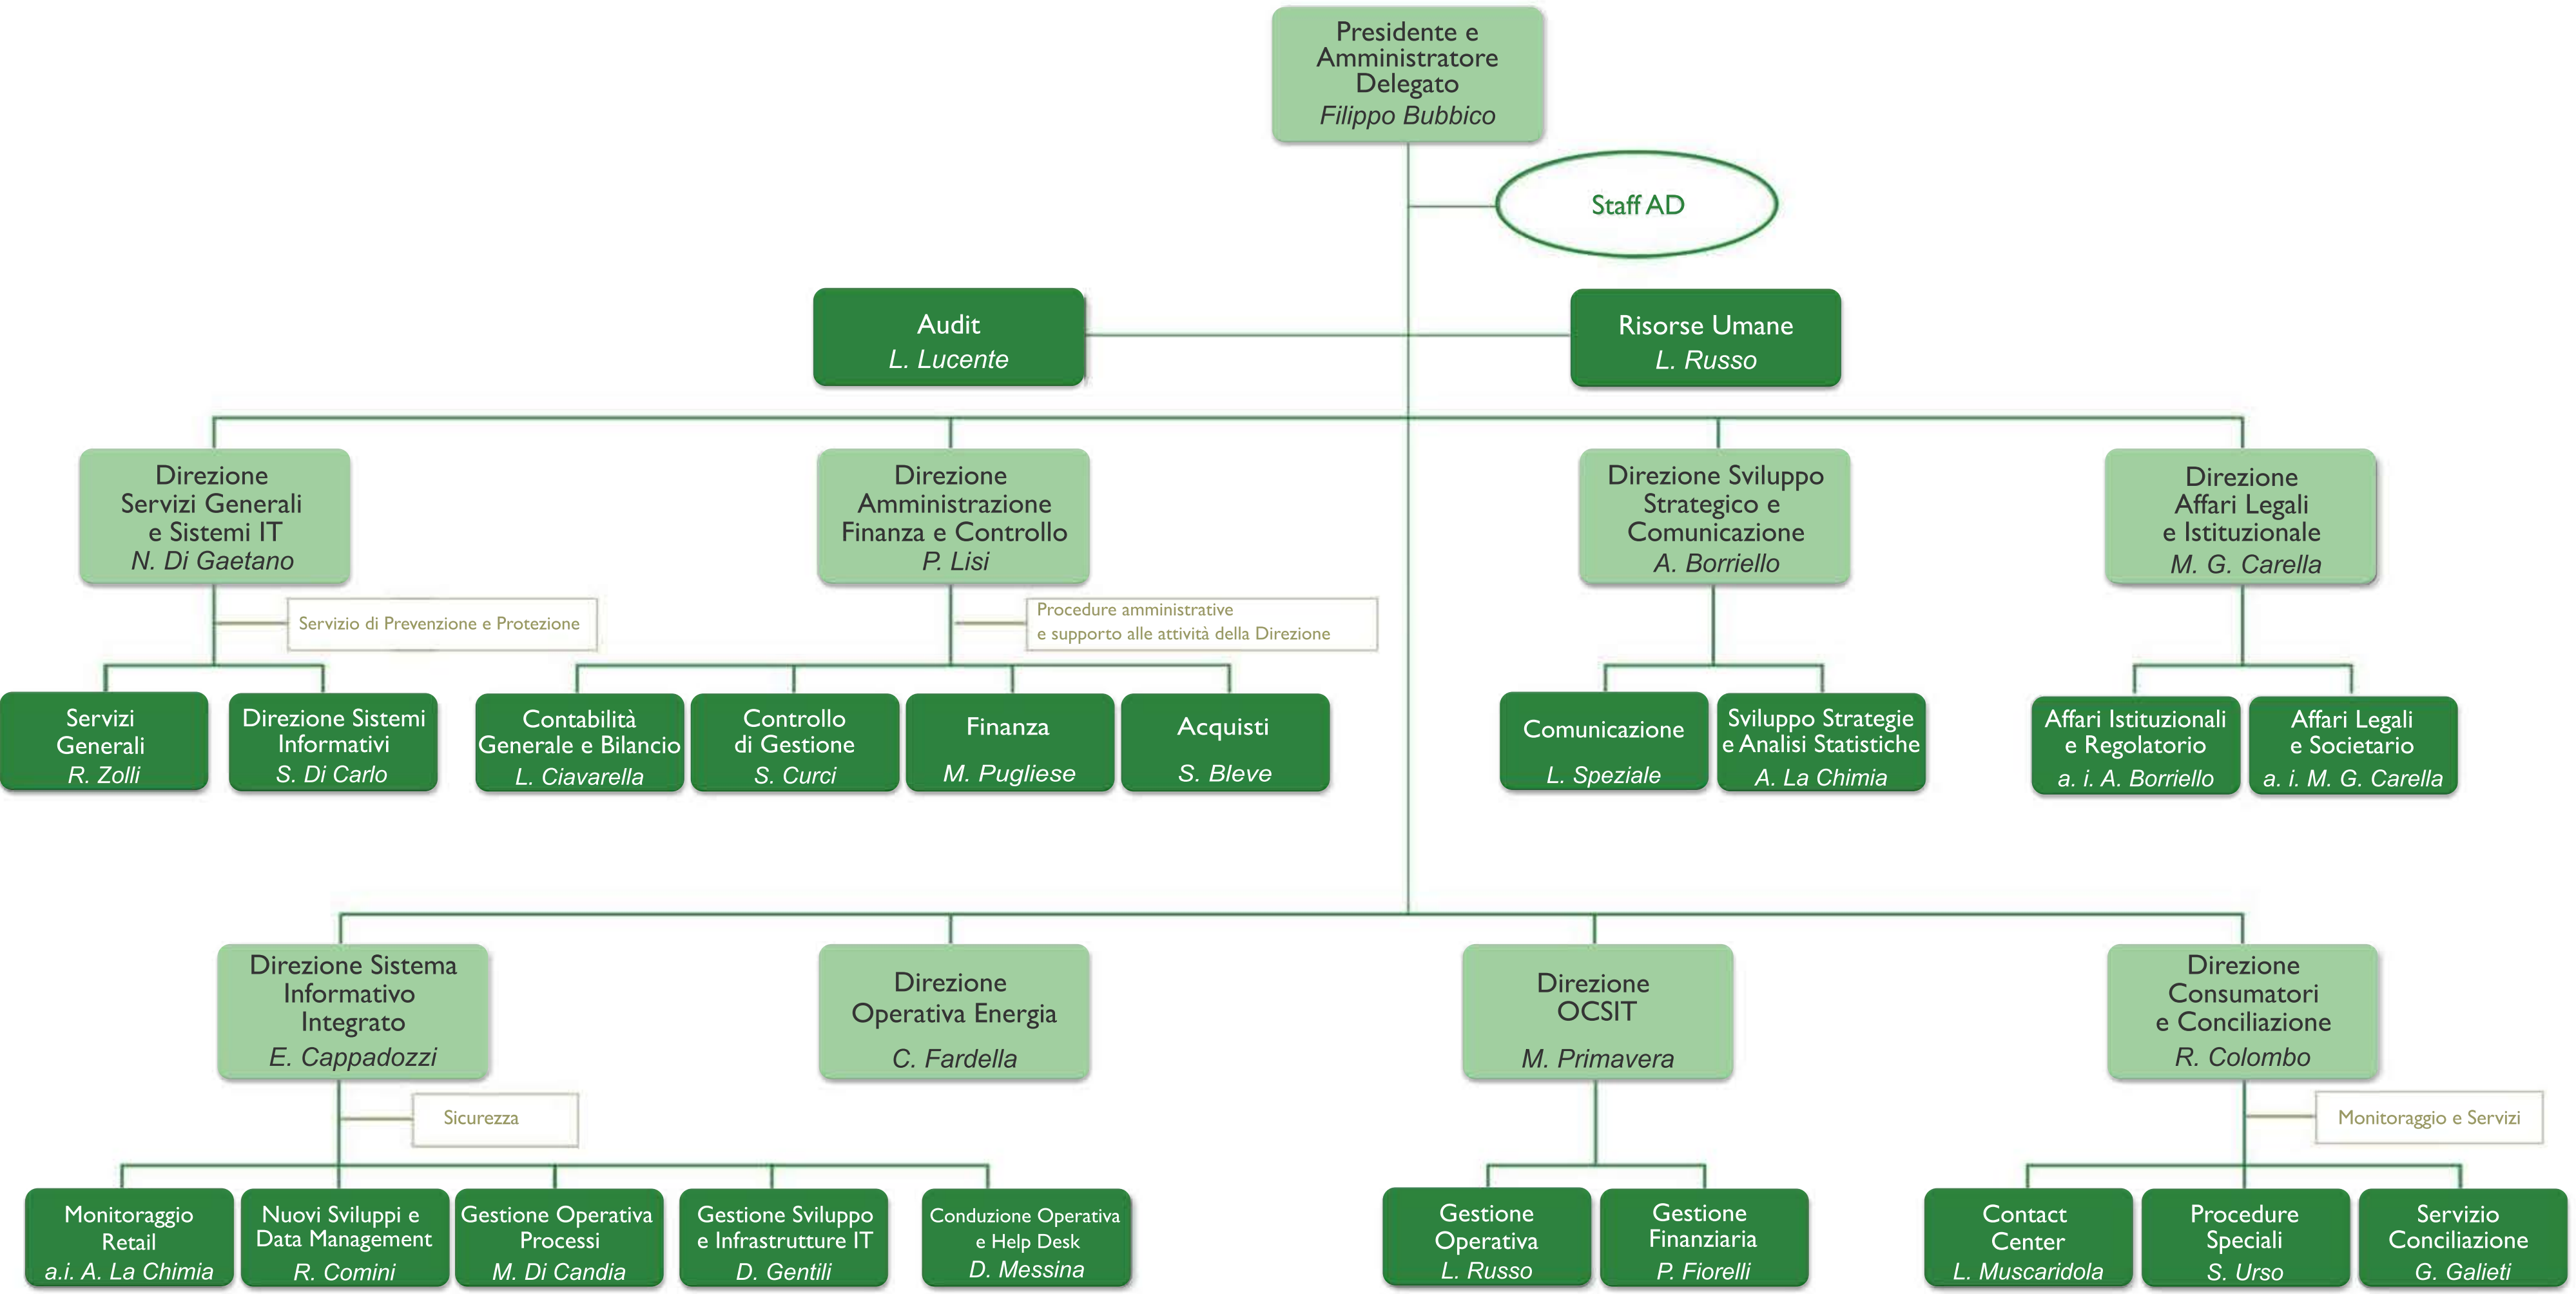 Presidente e
Amministratore
Delegato
Filippo Bubbico
Staff AD
Audit
L. Lucente
Risorse Umane
L. Russo
Direzione
Servizi Generali
e Sistemi IT
N. Di Gaetano
Direzione
Amministrazione
Finanza e Controllo
P. Lisi
Direzione Sviluppo
Strategico e
Comunicazione
A. Borriello
Direzione
Affari Legali
e Istituzionale
M. G. Carella
Servizio di Prevenzione e Protezione
Procedure amministrative
e supporto alle attività della Direzione
Servizi
Generali
R. Zolli
Direzione Sistemi
Informativi
S. Di Carlo
Contabilità
Generale e Bilancio
L. Ciavarella
Controllo
di Gestione
S. Curci
Finanza
M. Pugliese
Acquisti
S. Bleve
Comunicazione
L. Speziale
Sviluppo Strategie
e Analisi Statistiche
A. La Chimia
Affari Istituzionali
e Regolatorio
a. i. A. Borriello
Affari Legali
e Societario
a. i. M. G. Carella
Direzione Sistema
Informativo
Integrato
E. Cappadozzi
Direzione
Operativa Energia
C. Fardella
Direzione
OCSIT
M. Primavera
Direzione
Consumatori
e Conciliazione
R. Colombo
Sicurezza
Monitoraggio e Servizi
Monitoraggio
Retail
a.i. A. La Chimia
Nuovi Sviluppi e
Data Management
R. Comini
Gestione Operativa
Processi
M. Di Candia
Gestione Sviluppo
e Infrastrutture IT
D. Gentili
Conduzione Operativa
e Help Desk
D. Messina
Gestione
Operativa
L. Russo
Gestione
Finanziaria
P. Fiorelli
Contact
Center
L. Muscaridola
Procedure
Speciali
S. Urso
Servizio
Conciliazione
G. Galieti